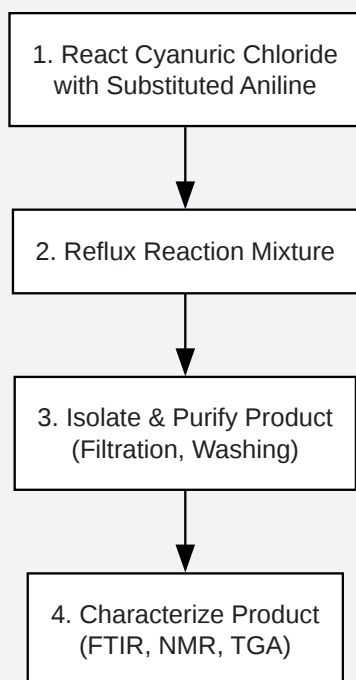 1. React Cyanuric Chloride
with Substituted Aniline
2. Reflux Reaction Mixture
3. Isolate & Purify Product
(Filtration, Washing)
4. Characterize Product
(FTIR, NMR, TGA)